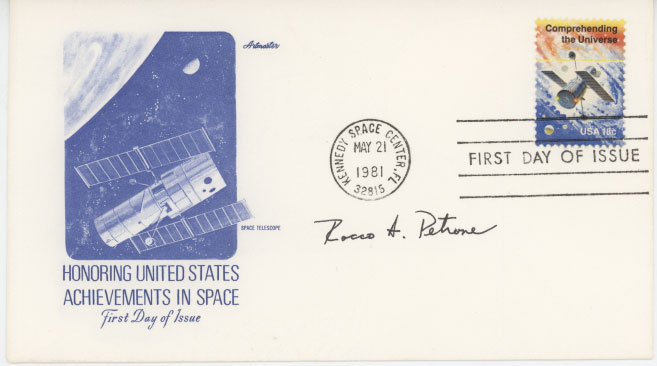 Artmaster
Comprehending
the Universe
USA 18c
KENNEDY SPACE CENTER, FL
MAY 21
1981
32815
FIRST DAY OF ISSUE
Rocco A. Petrone
SPACE TELESCOPE
HONORING UNITED STATES
ACHIEVEMENTS IN SPACE
First Day of Issue